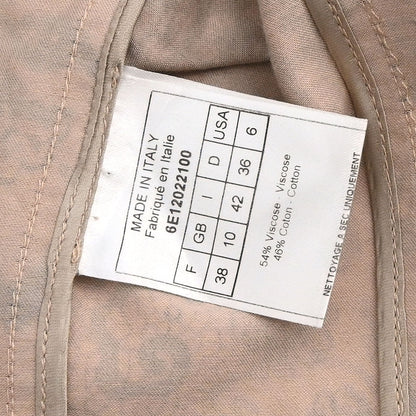 MADE IN ITALY
Fabriqué en Italie
6E12022100
F GB I D USA
38 10 42 36 6
54% Viscose - Viscose
46% Coton - Cotton
NETTOYAGE A SEC UNIQUEMENT